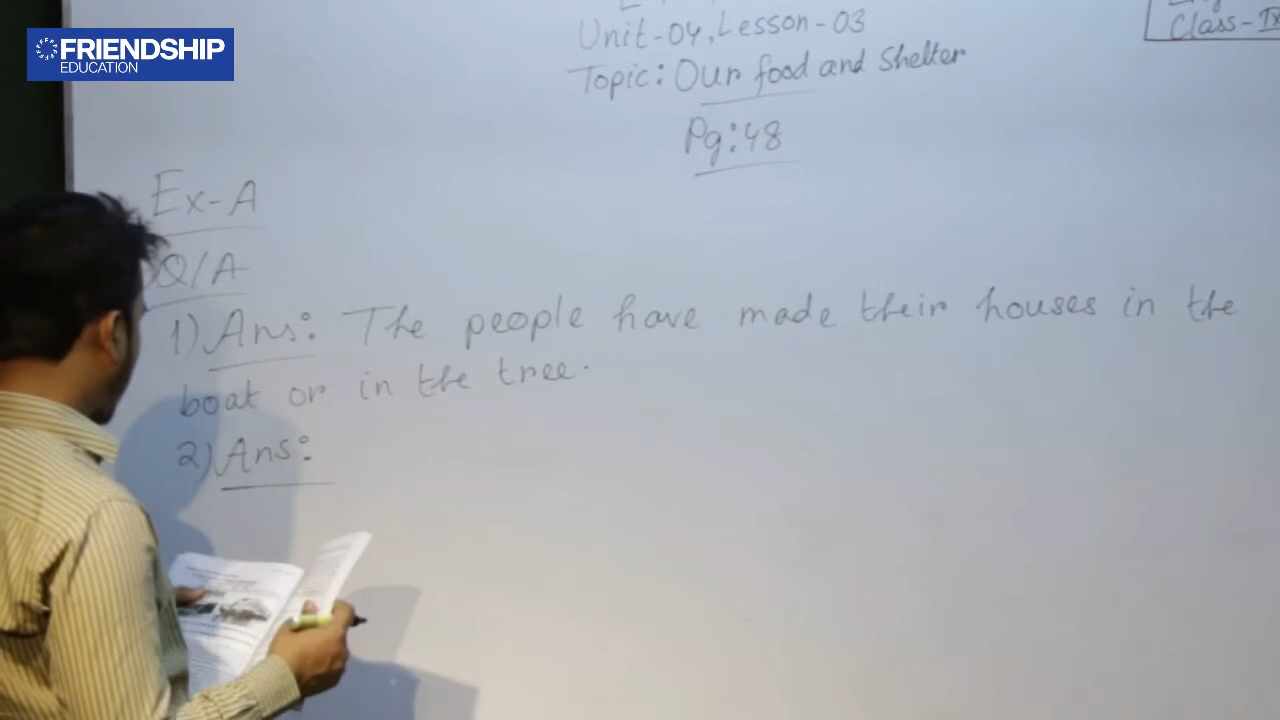 FRIENDSHIP
EDUCATION
Unit-04, Lesson-03
Class-
Topic: Our food and Shelter
Pg:48
Ex-A
Q/A
1) Ans: The people have made their houses in the
boat or in the tree.
2) Ans: